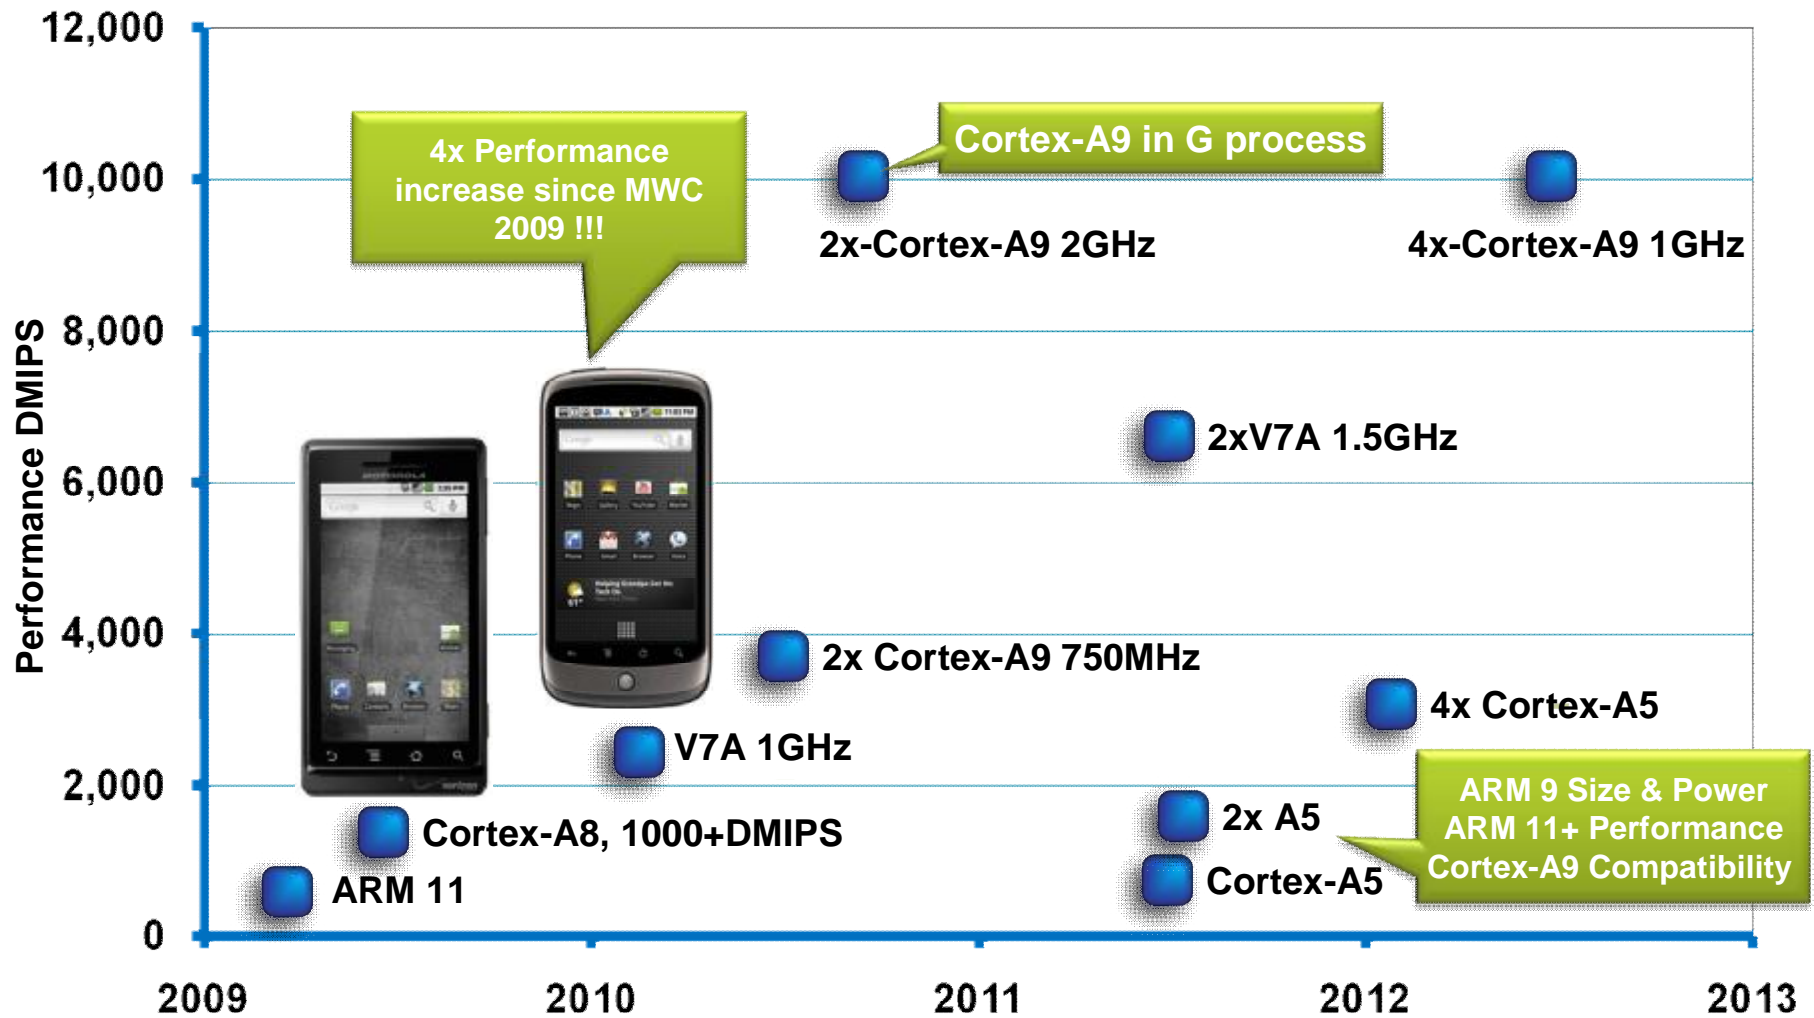 12,000
10,000
8,000
6,000
4,000
2,000
0
Performance DMIPS
4x Performance
increase since MWC
2009 !!!
Cortex-A9 in G process
2x-Cortex-A9 2GHz
4x-Cortex-A9 1GHz
2xV7A 1.5GHz
MOTOROLA
Google
Google
2x Cortex-A9 750MHz
4x Cortex-A5
V7A 1GHz
2x A5
Cortex-A8, 1000+DMIPS
Cortex-A5
ARM 11
ARM 9 Size & Power
ARM 11+ Performance
Cortex-A9 Compatibility
2009
2010
2011
2012
2013